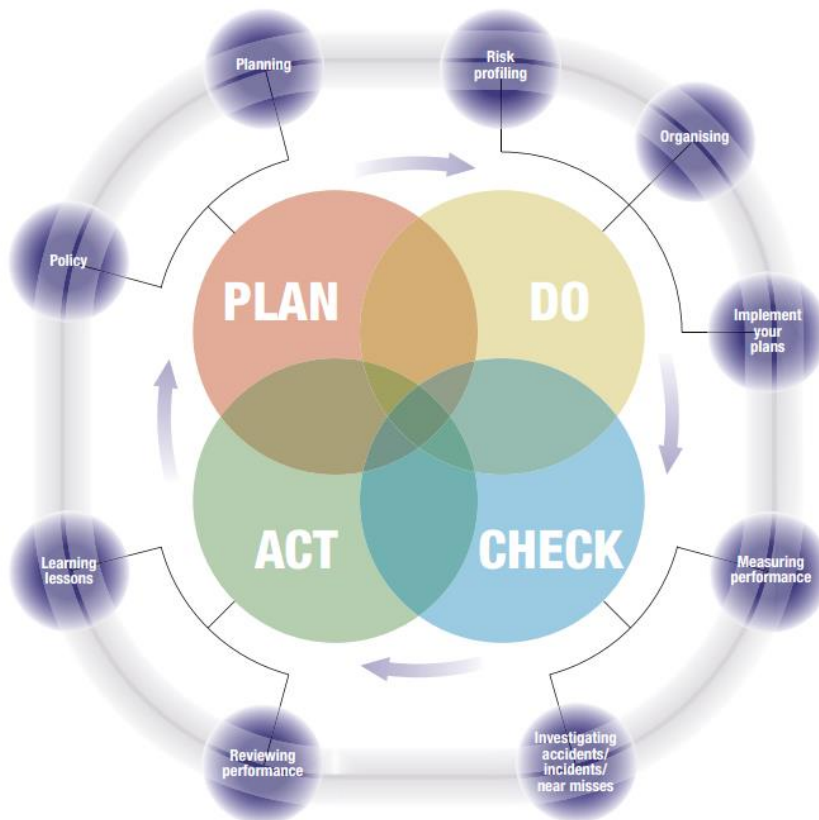 Planning
Risk
profiling
Organising
Policy
PLAN
DO
Implement
your
plans
Learning
lessons
ACT
CHECK
Measuring
performance
Reviewing
performance
Investigating
accidents/
incidents/
near misses